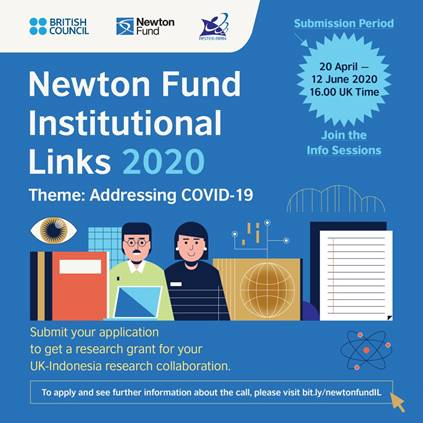 BRITISH
COUNCIL
Newton
Fund
Submission Period
20 April —
12 June 2020
16.00 UK Time
Join the
Info Sessions
Newton Fund
Institutional
Links 2020
Theme: Addressing COVID-19
Submit your application
to get a research grant for your
UK-Indonesia research collaboration.
To apply and see further information about the call, please visit bit.ly/newtonfundIL